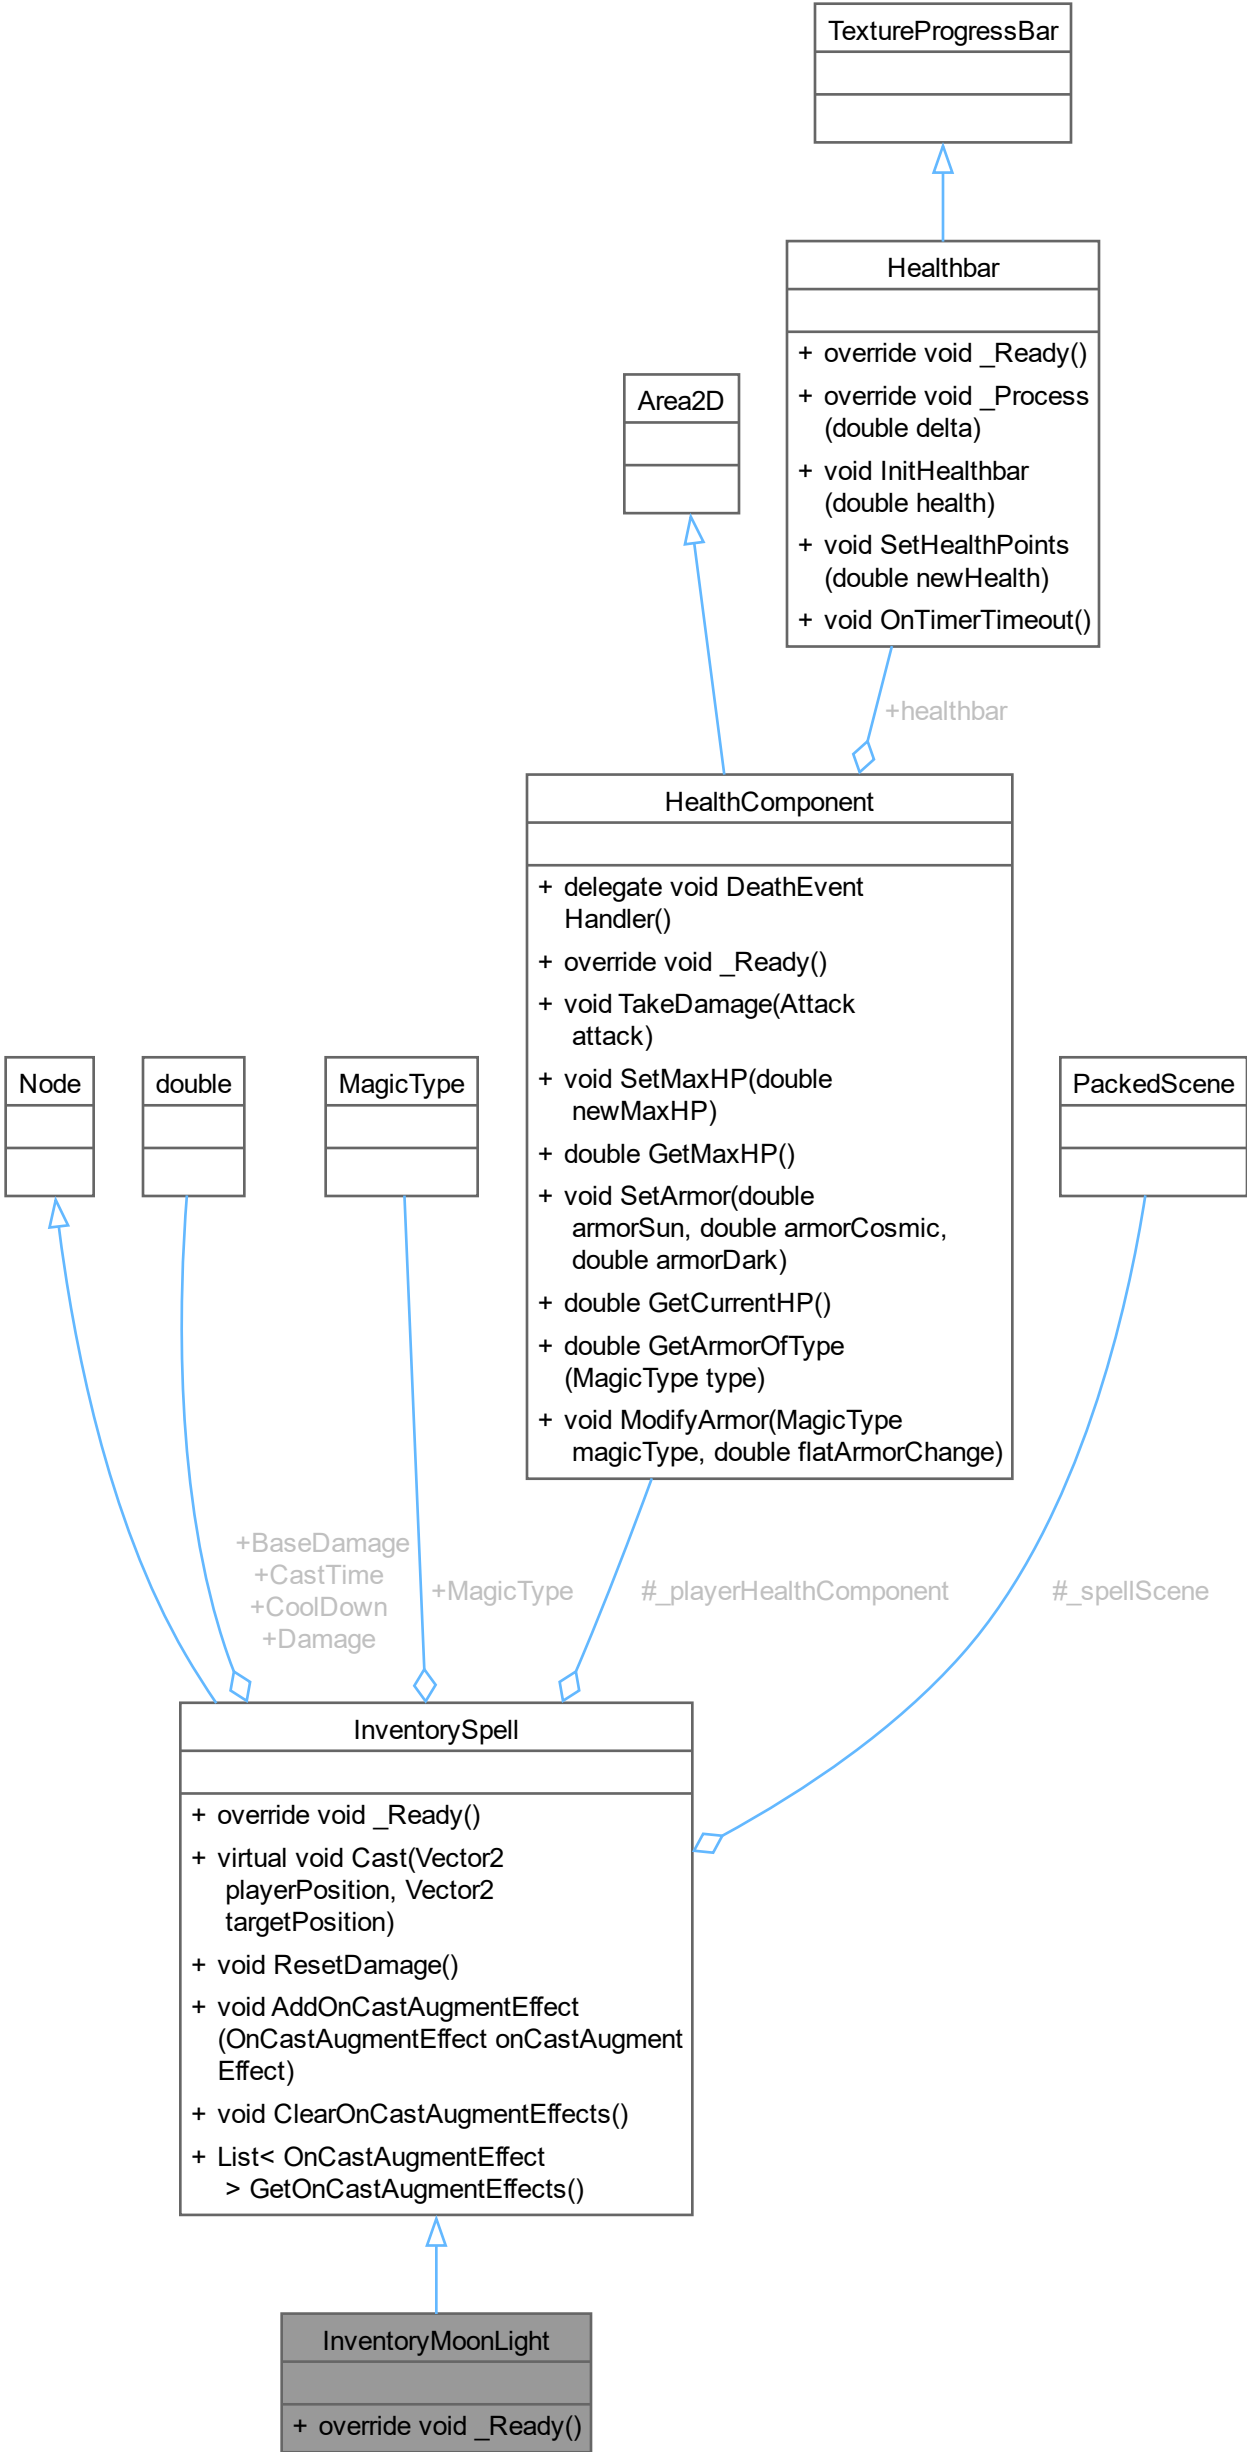 TextureProgressBar
Healthbar
+ override void _Ready()
+ override void _Process
(double delta)
+ void InitHealthbar
(double health)
+ void SetHealthPoints
(double newHealth)
+ void OnTimerTimeout()
Area2D
+healthbar
HealthComponent
+ delegate void DeathEvent
Handler()
+ override void _Ready()
+ void TakeDamage(Attack
attack)
+ void SetMaxHP(double
newMaxHP)
+ double GetMaxHP()
+ void SetArmor(double
armorSun, double armorCosmic,
double armorDark)
+ double GetCurrentHP()
+ double GetArmorOfType
(MagicType type)
+ void ModifyArmor(MagicType
magicType, double flatArmorChange)
Node
double
MagicType
PackedScene
+BaseDamage
+CastTime
+CoolDown
+Damage
+MagicType
#_playerHealthComponent
#_spellScene
InventorySpell
+ override void _Ready()
+ virtual void Cast(Vector2
playerPosition, Vector2
targetPosition)
+ void ResetDamage()
+ void AddOnCastAugmentEffect
(OnCastAugmentEffect onCastAugment
Effect)
+ void ClearOnCastAugmentEffects()
+ List< OnCastAugmentEffect
> GetOnCastAugmentEffects()
InventoryMoonLight
+ override void _Ready()